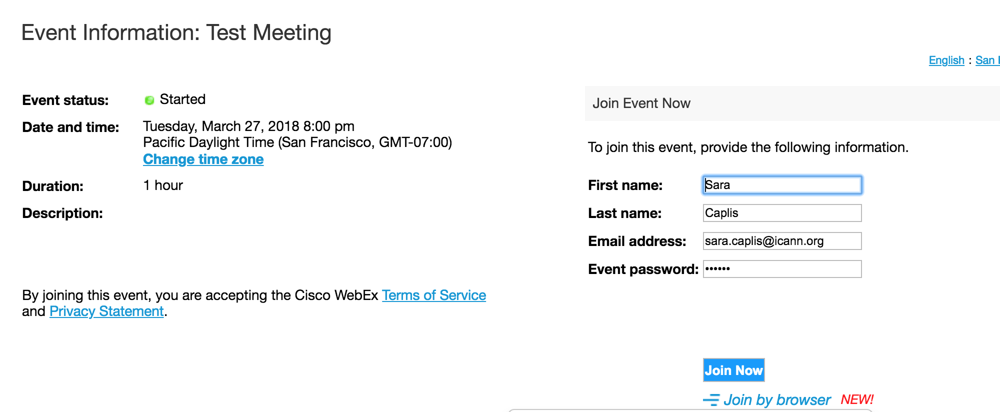 Event Information: Test Meeting
English : San
Event status: Started
Date and time: Tuesday, March 27, 2018 8:00 pm
Pacific Daylight Time (San Francisco, GMT-07:00)
Change time zone
Duration: 1 hour
Description:
By joining this event, you are accepting the Cisco WebEx Terms of Service
and Privacy Statement.
Join Event Now
To join this event, provide the following information.
First name: Sara
Last name: Caplis
Email address: sara.caplis@icann.org
Event password: ••••••
Join Now
Join by browser NEW!